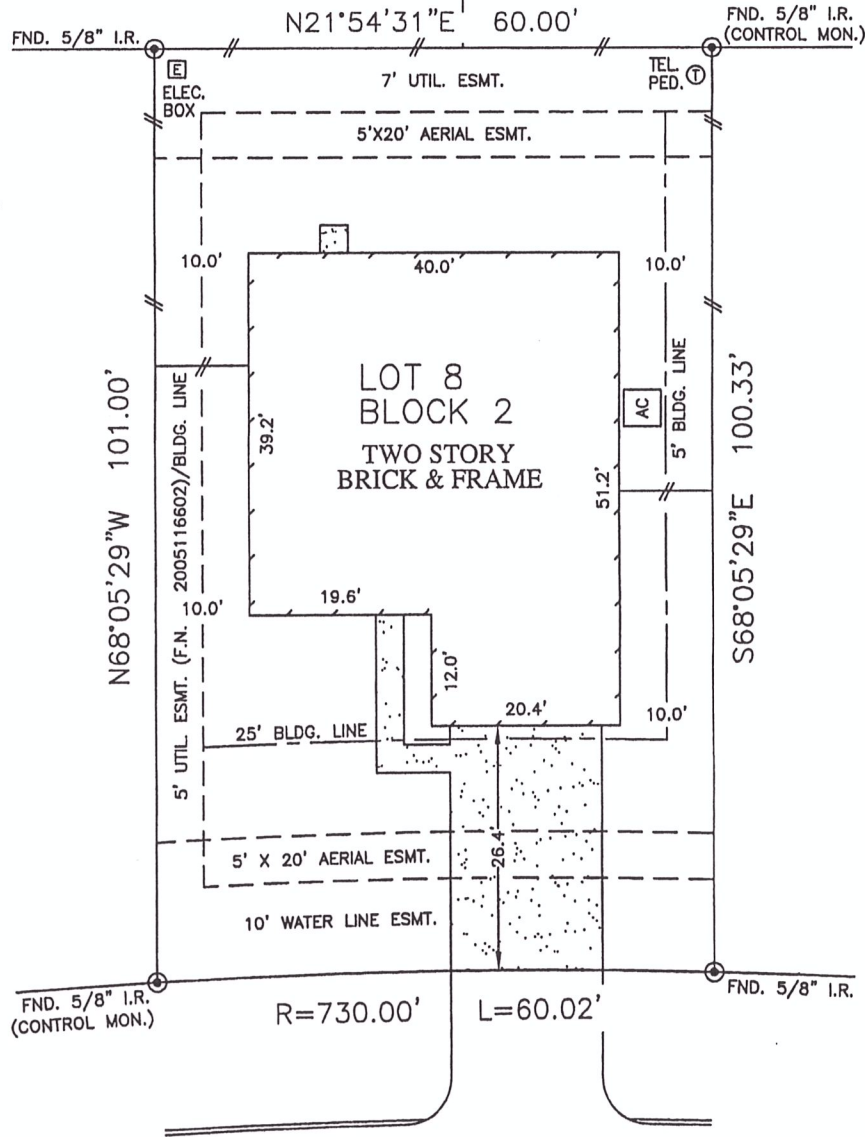 N21°54'31"E 60.00'
FND. 5/8" I.R.
FND. 5/8" I.R.
(CONTROL MON.)
E
ELEC.
BOX
7' UTIL. ESMT.
TEL.
PED.
T
5'X20' AERIAL ESMT.
10.0'
40.0'
10.0'
LOT 8
BLOCK 2
TWO STORY
BRICK & FRAME
AC
5' BLDG. LINE
39.2'
51.2'
N68°05'29"W 101.00'
S68°05'29"E 100.33'
5' UTIL ESMT. (F.N. 2005116602)/BLDG. LINE
10.0'
19.6'
12.0'
20.4'
10.0'
25' BLDG. LINE
26.4'
5' X 20' AERIAL ESMT.
10' WATER LINE ESMT.
FND. 5/8" I.R.
(CONTROL MON.)
R=730.00' L=60.02'
FND. 5/8" I.R.